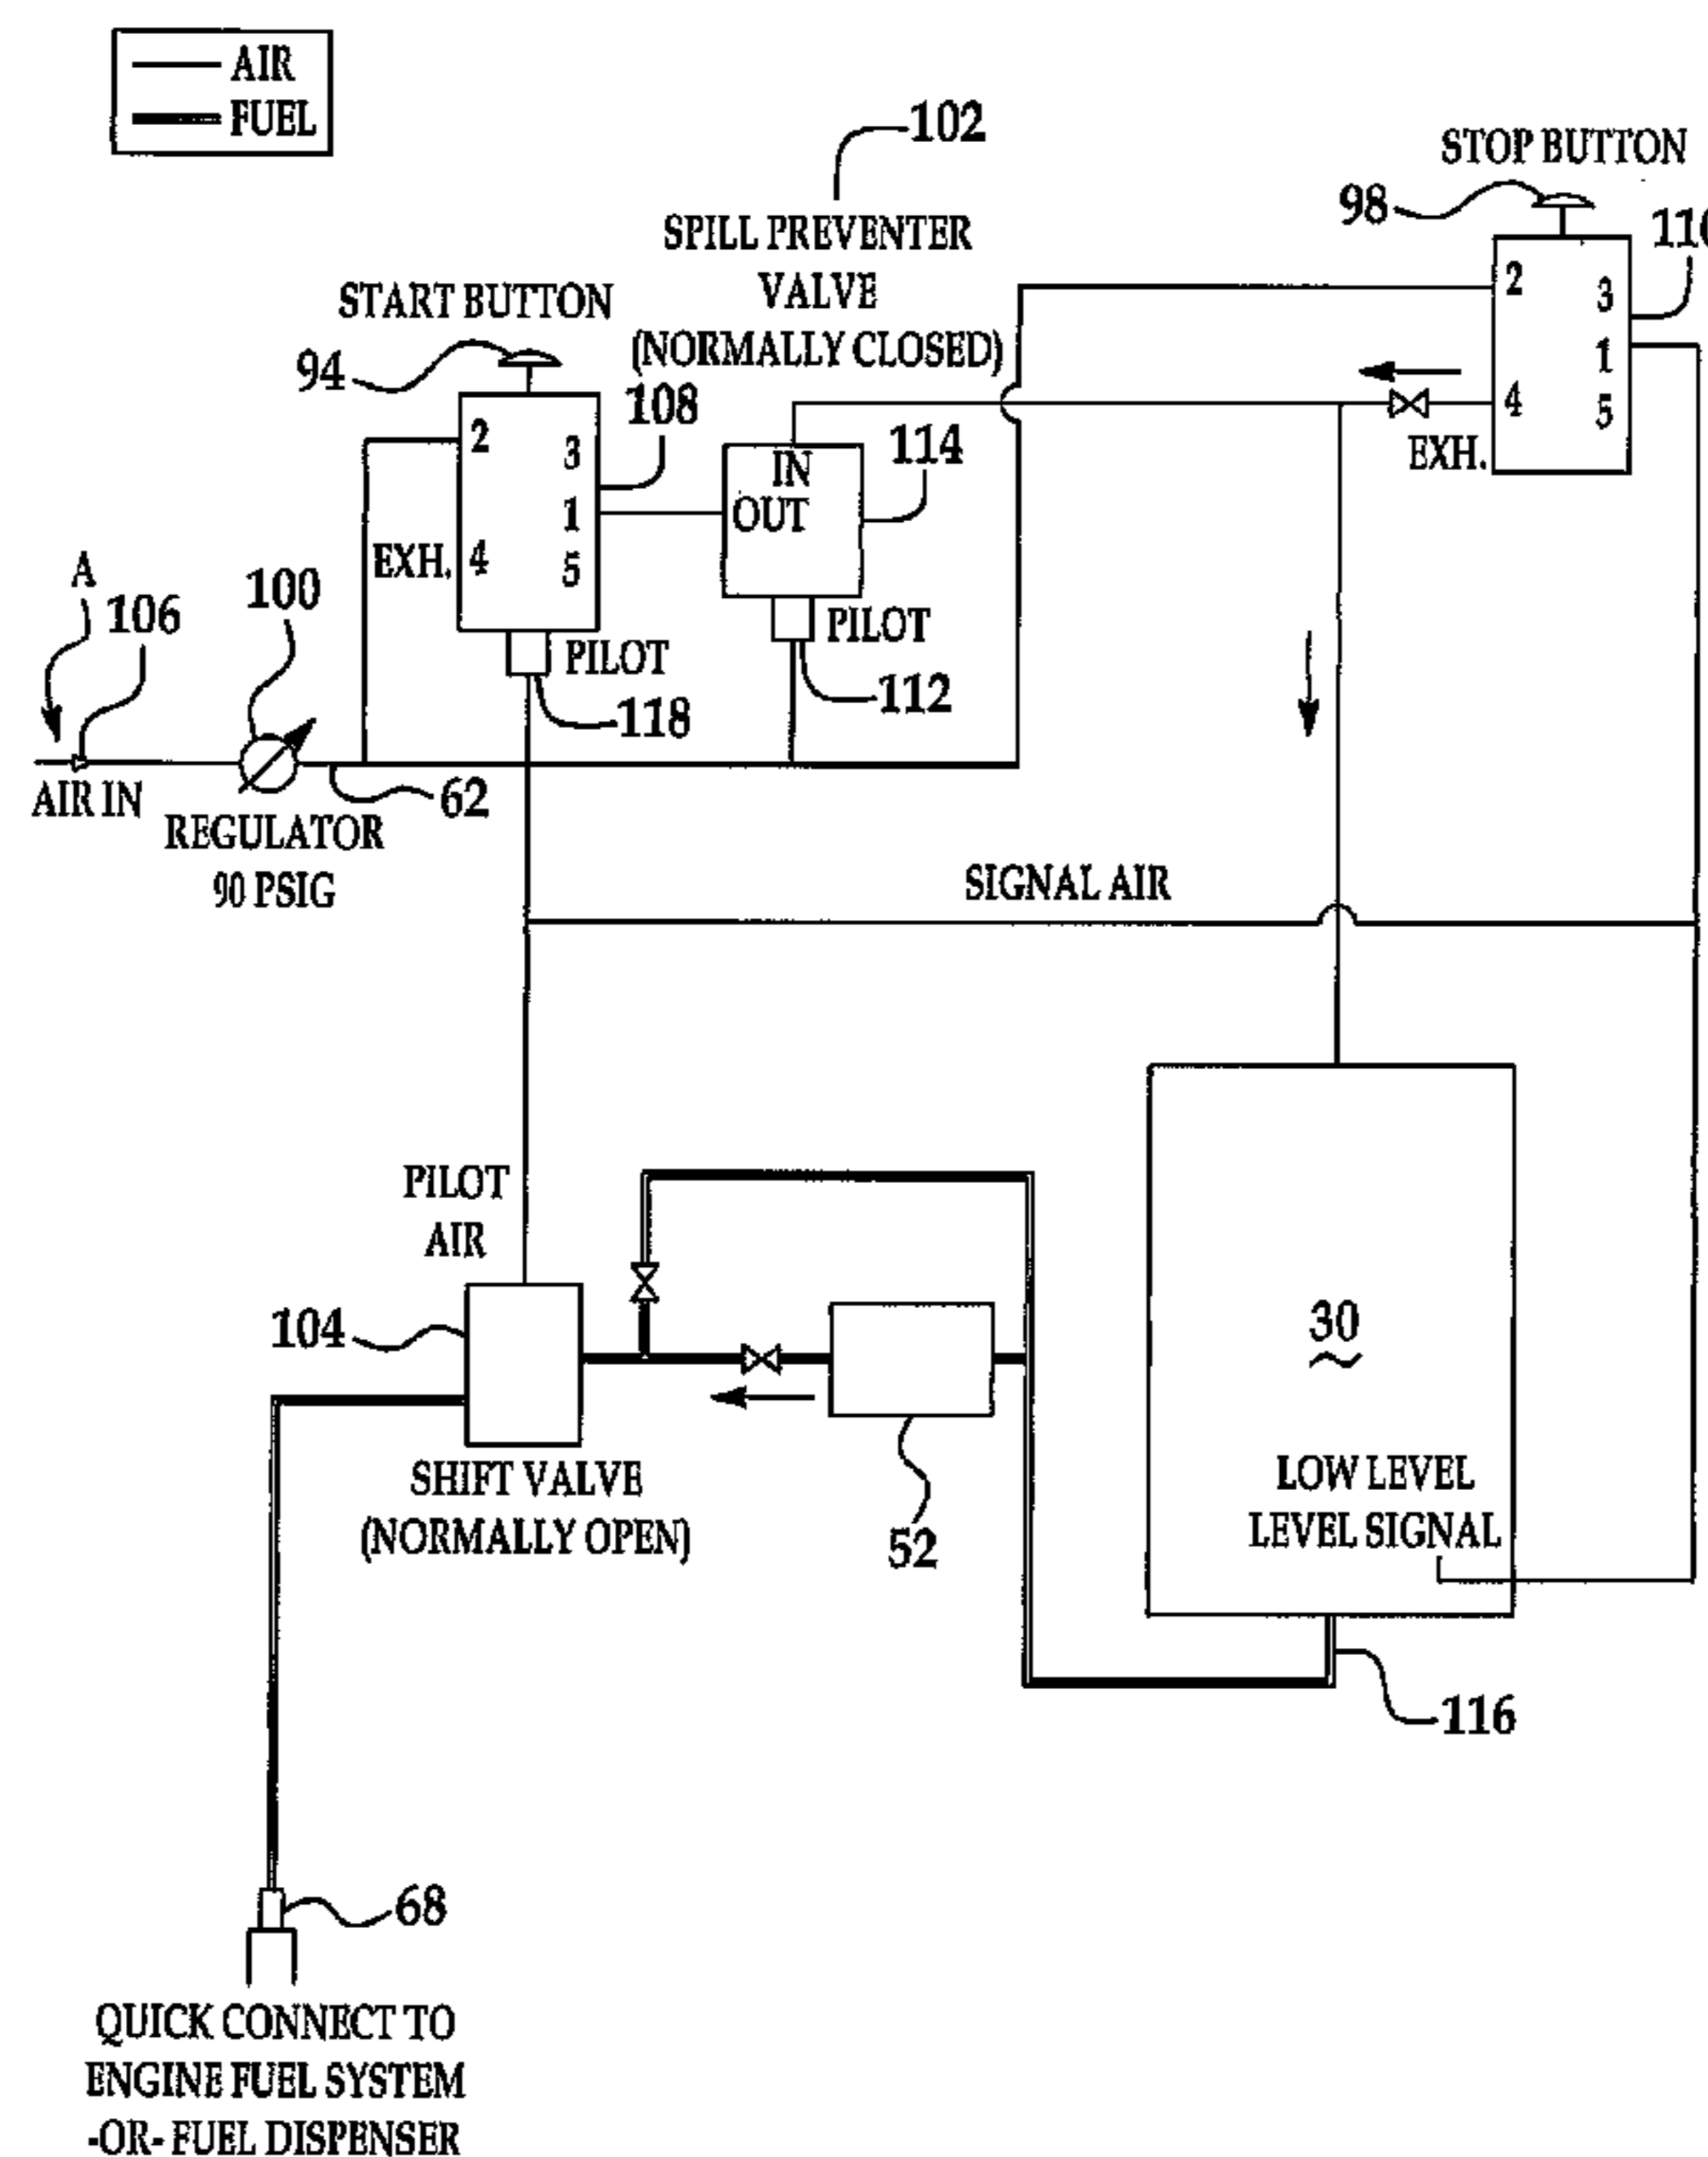 AIR
FUEL
102
STOP BUTTON
98
110
SPILL PREVENTER
VALVE
(NORMALLY CLOSED)
START BUTTON
94
108
114
2
3
1
4
5
EXH.
2
3
1
4
5
EXH.
IN
OUT
PILOT
112
PILOT
118
A
106
100
AIR IN
62
REGULATOR
90 PSIG
SIGNAL AIR
PILOT
AIR
104
SHIFT VALVE
(NORMALLY OPEN)
52
30
LOW LEVEL
LEVEL SIGNAL
116
68
QUICK CONNECT TO
ENGINE FUEL SYSTEM
-OR- FUEL DISPENSER